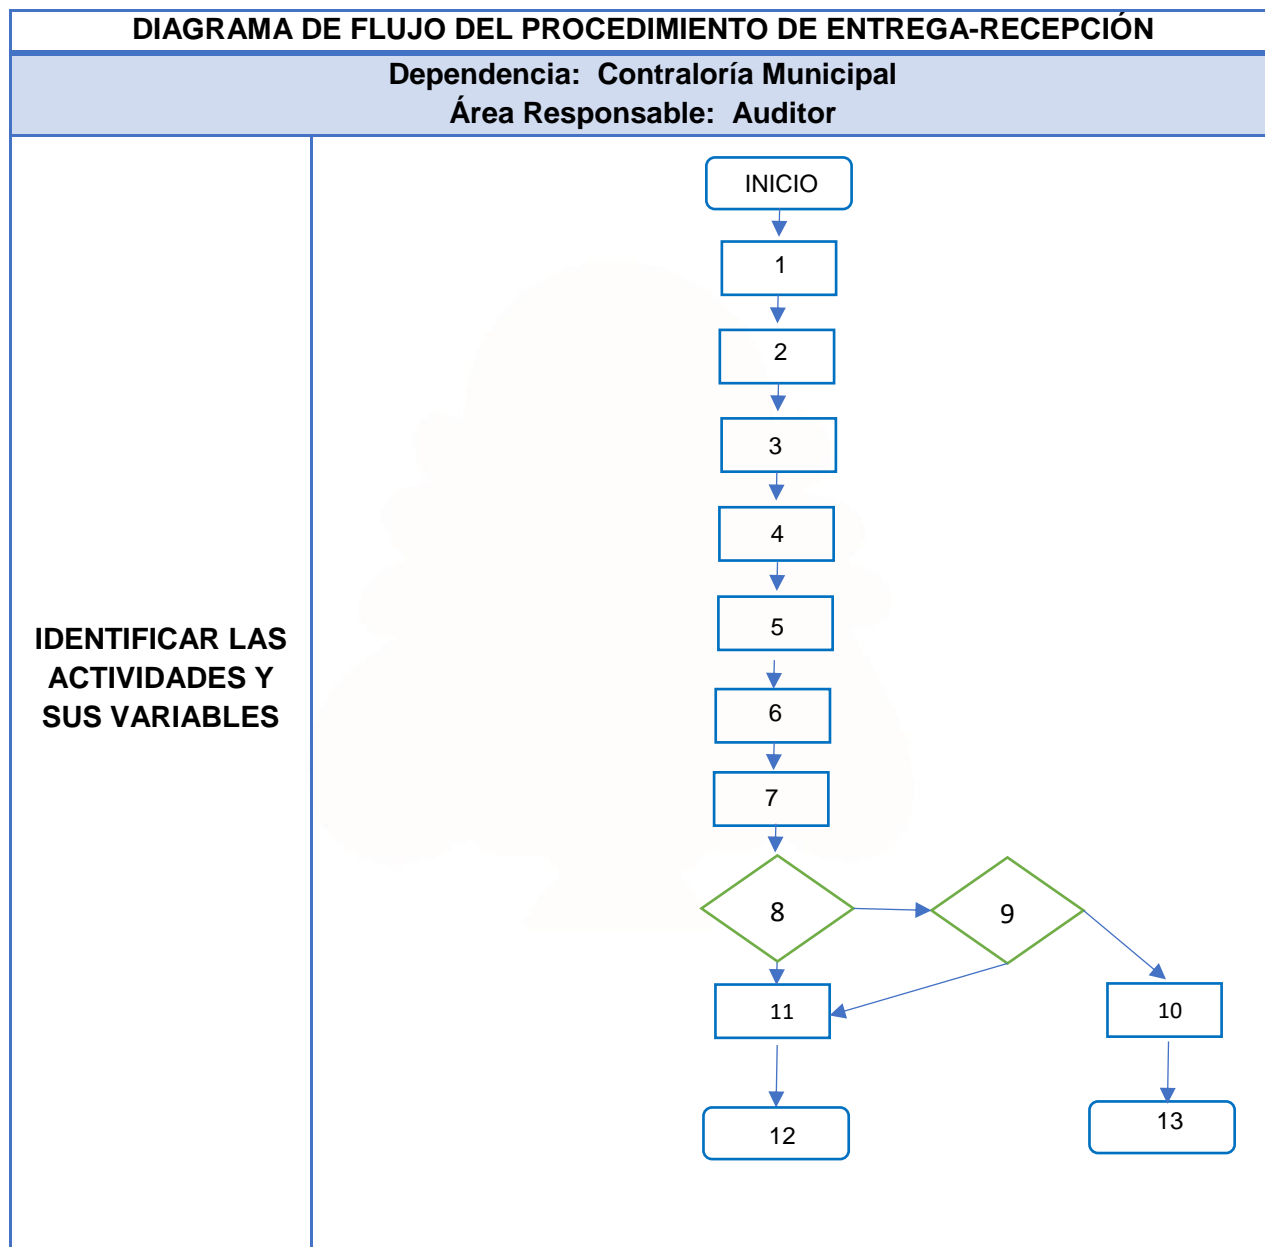 DIAGRAMA DE FLUJO DEL PROCEDIMIENTO DE ENTREGA-RECEPCIÓN
Dependencia: Contraloría Municipal
Área Responsable: Auditor
IDENTIFICAR LAS
ACTIVIDADES Y
SUS VARIABLES
INICIO
1
2
3
4
5
6
7
8
9
11
10
12
13